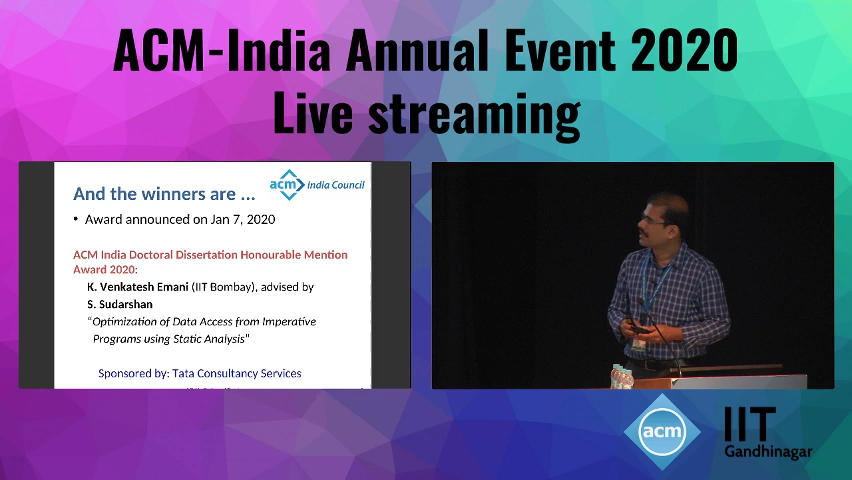 ACM-India Annual Event 2020
Live streaming
And the winners are ...
acm India Council
• Award announced on Jan 7, 2020
ACM India Doctoral Dissertation Honourable Mention
Award 2020:
K. Venkatesh Emani (IIT Bombay), advised by
S. Sudarshan
“Optimization of Data Access from Imperative
Programs using Static Analysis”
Sponsored by: Tata Consultancy Services
acm
IIT
Gandhinagar